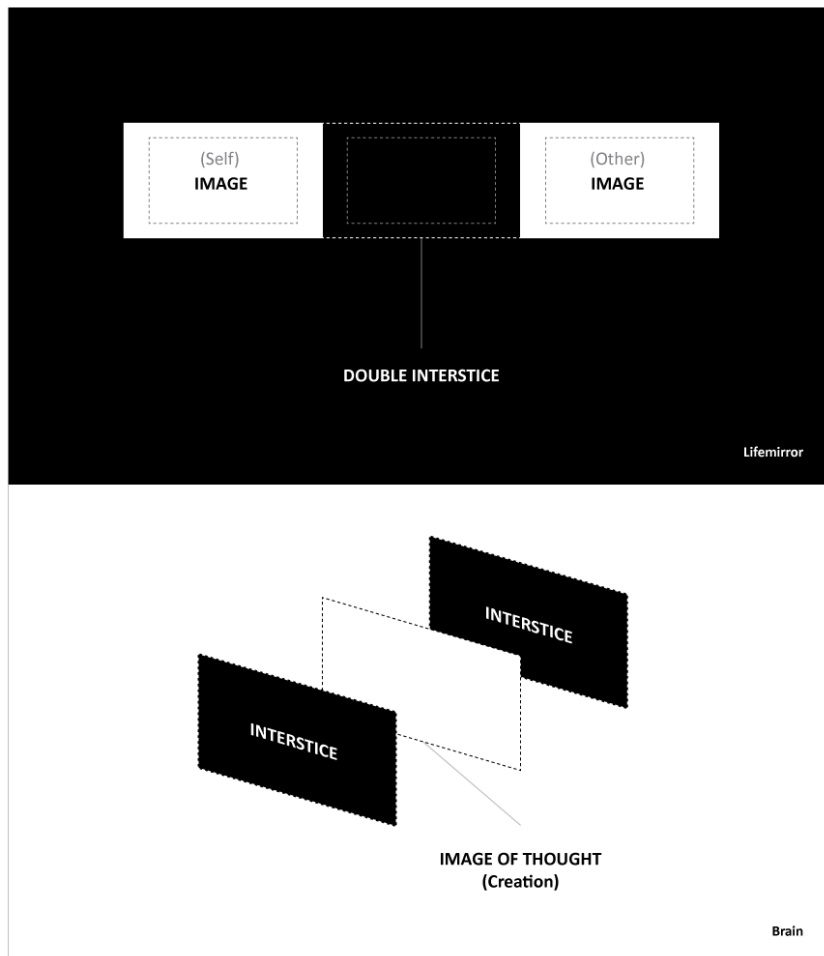 (Self)
IMAGE
(Other)
IMAGE
DOUBLE INTERSTICE
Lifemirror
INTERSTICE
INTERSTICE
IMAGE OF THOUGHT
(Creation)
Brain